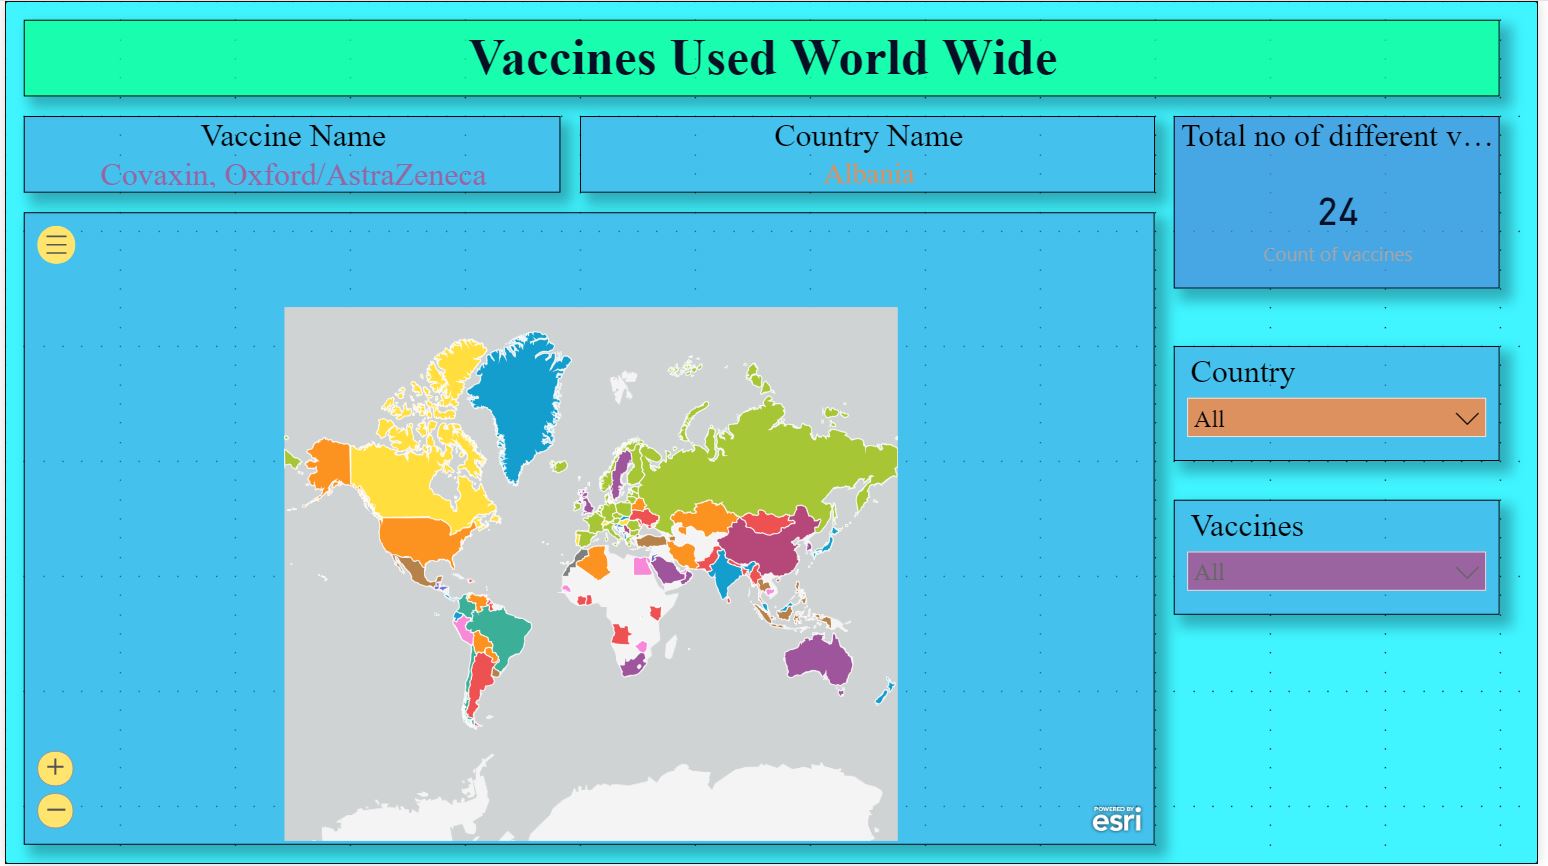 Vaccines Used World Wide
Vaccine Name
Covaxin, Oxford/AstraZeneca
Country Name
Albania
Total no of different v...
24
Count of vaccines
Country
All
Vaccines
All
POWERED BY
esri